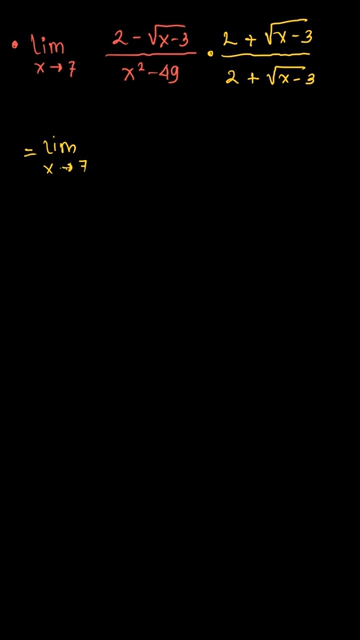 • lim x→7 (2 - √(x-3))/(x² - 49) • (2 + √(x-3))/(2 + √(x-3))
= lim x→7